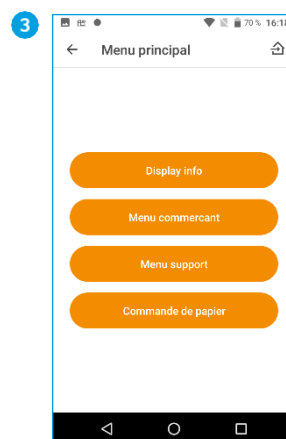 3
70 % 16:18
Menu principal
Display info
Menu commercant
Menu support
Commande de papier